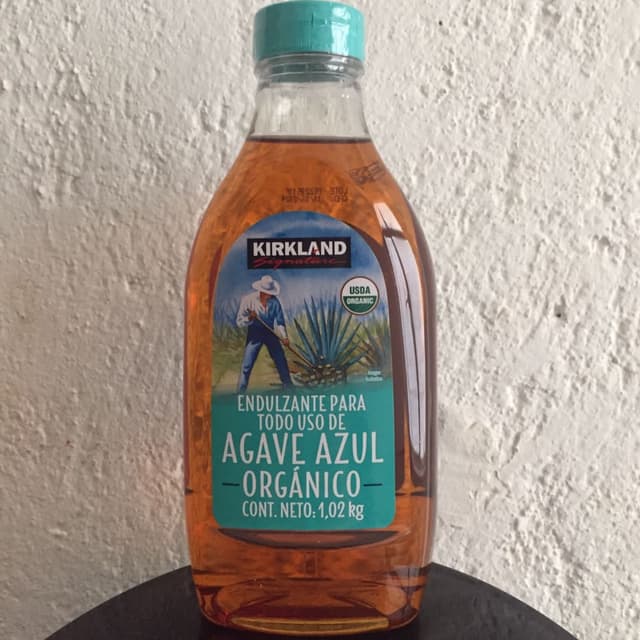 KIRKLAND
Signature
USDA
ORGANIC
ENDULZANTE PARA
TODO USO DE
AGAVE AZUL
ORGÁNICO
CONT. NETO: 1,02 kg